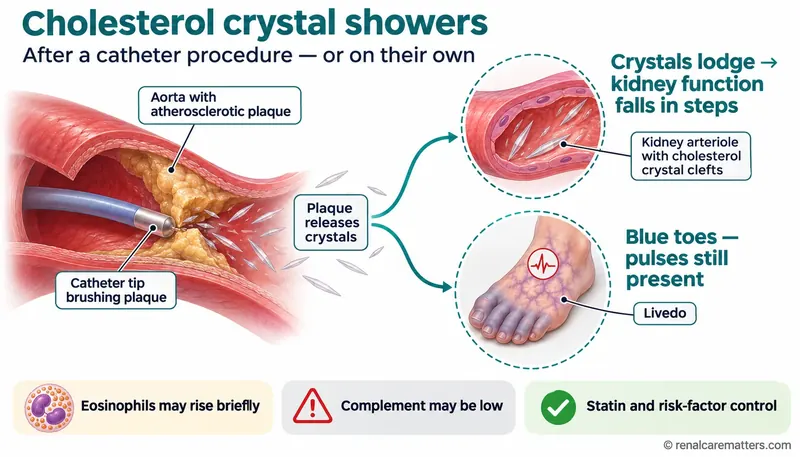 Cholesterol crystal showers
After a catheter procedure — or on their own
Aorta with
atherosclerotic plaque
Catheter tip
brushing plaque
Plaque
releases
crystals
Crystals lodge →
kidney function
falls in steps
Kidney arteriole
with cholesterol
crystal clefts
Blue toes —
pulses still
present
Livedo
Eosinophils may rise briefly
Complement may be low
Statin and risk-factor control
© renalcarematters.com